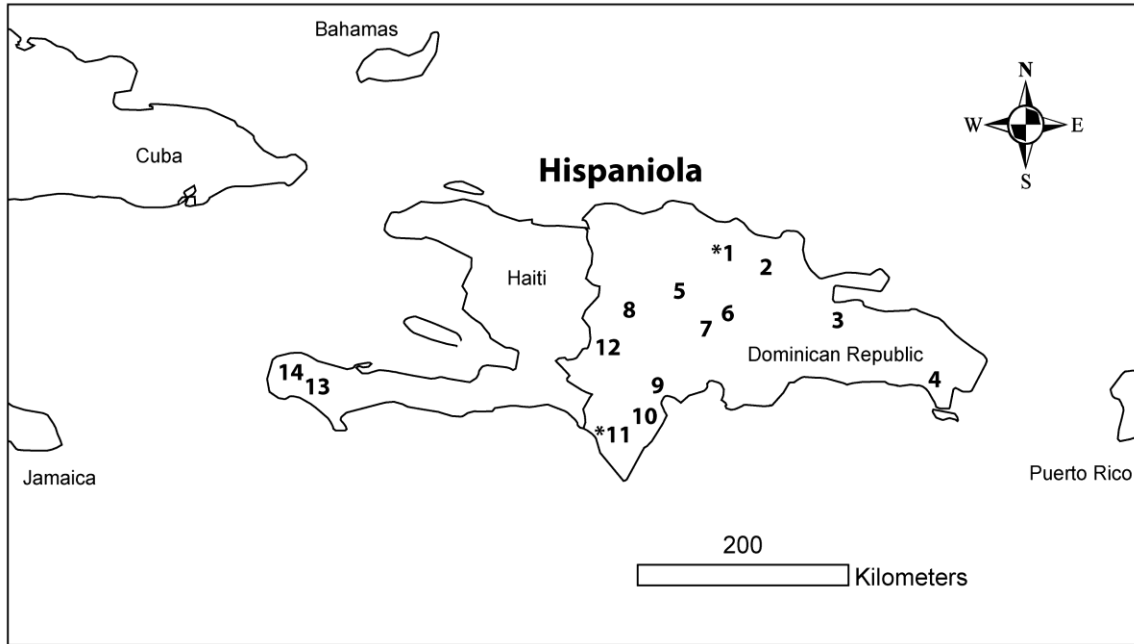 Bahamas
N
W
E
S
Cuba
Hispaniola
*1
2
Haiti
5
8
6
3
7
Dominican Republic
12
14
13
9
4
10
*11
Jamaica
Puerto Rico
200
Kilometers